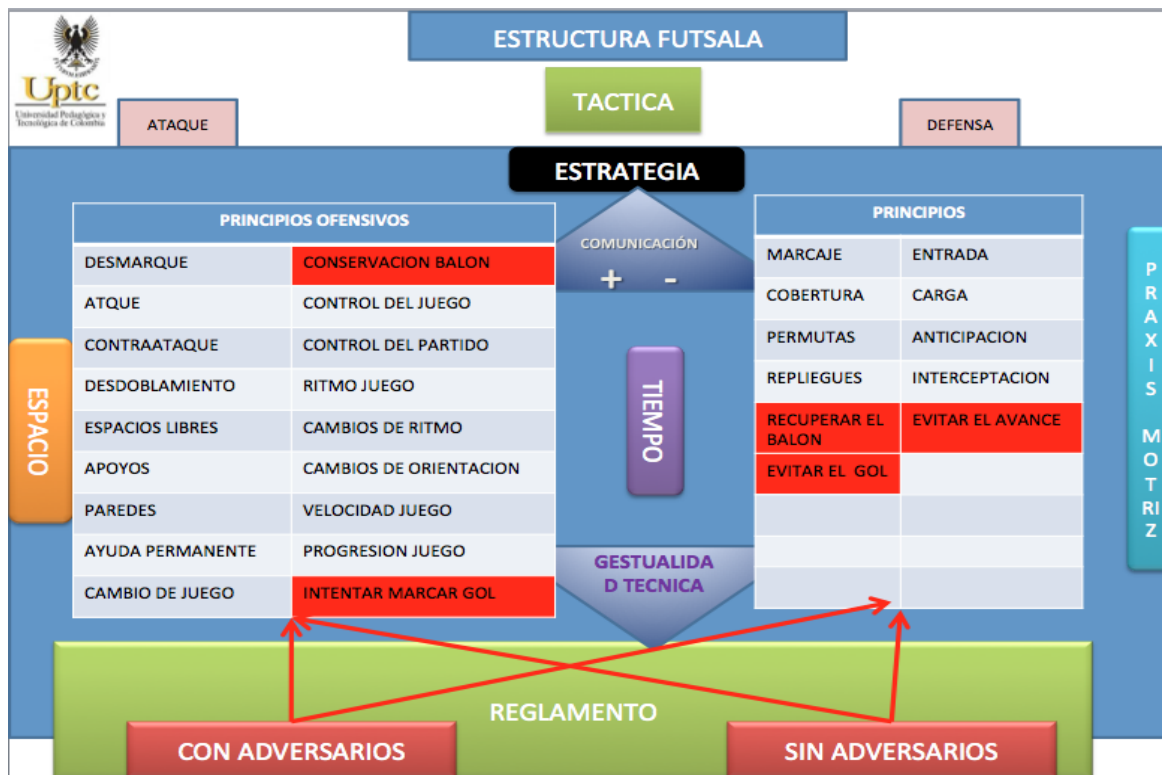 ESTRUCTURA FUTSALA
Uptc
Universidad Pedagógica y
Tecnológica de Colombia
TACTICA
ATAQUE
DEFENSA
ESTRATEGIA
PRINCIPIOS OFENSIVOS
DESMARQUE
CONSERVACION BALON
ATQUE
CONTROL DEL JUEGO
CONTRAATAQUE
CONTROL DEL PARTIDO
DESDOBLAMIENTO
RITMO JUEGO
ESPACIOS LIBRES
CAMBIOS DE RITMO
APOYOS
CAMBIOS DE ORIENTACION
PAREDES
VELOCIDAD JUEGO
AYUDA PERMANENTE
PROGRESION JUEGO
CAMBIO DE JUEGO
INTENTAR MARCAR GOL
COMUNICACIÓN
+ -
TIEMPO
GESTUALIDA
D TECNICA
PRINCIPIOS
MARCAJE
ENTRADA
COBERTURA
CARGA
PERMUTAS
ANTICIPACION
REPLIEGUES
INTERCEPTACION
RECUPERAR EL
BALON
EVITAR EL AVANCE
EVITAR EL GOL
ESPACIO
P
R
A
X
I
S
M
O
T
RI
Z
REGLAMENTO
CON ADVERSARIOS
SIN ADVERSARIOS